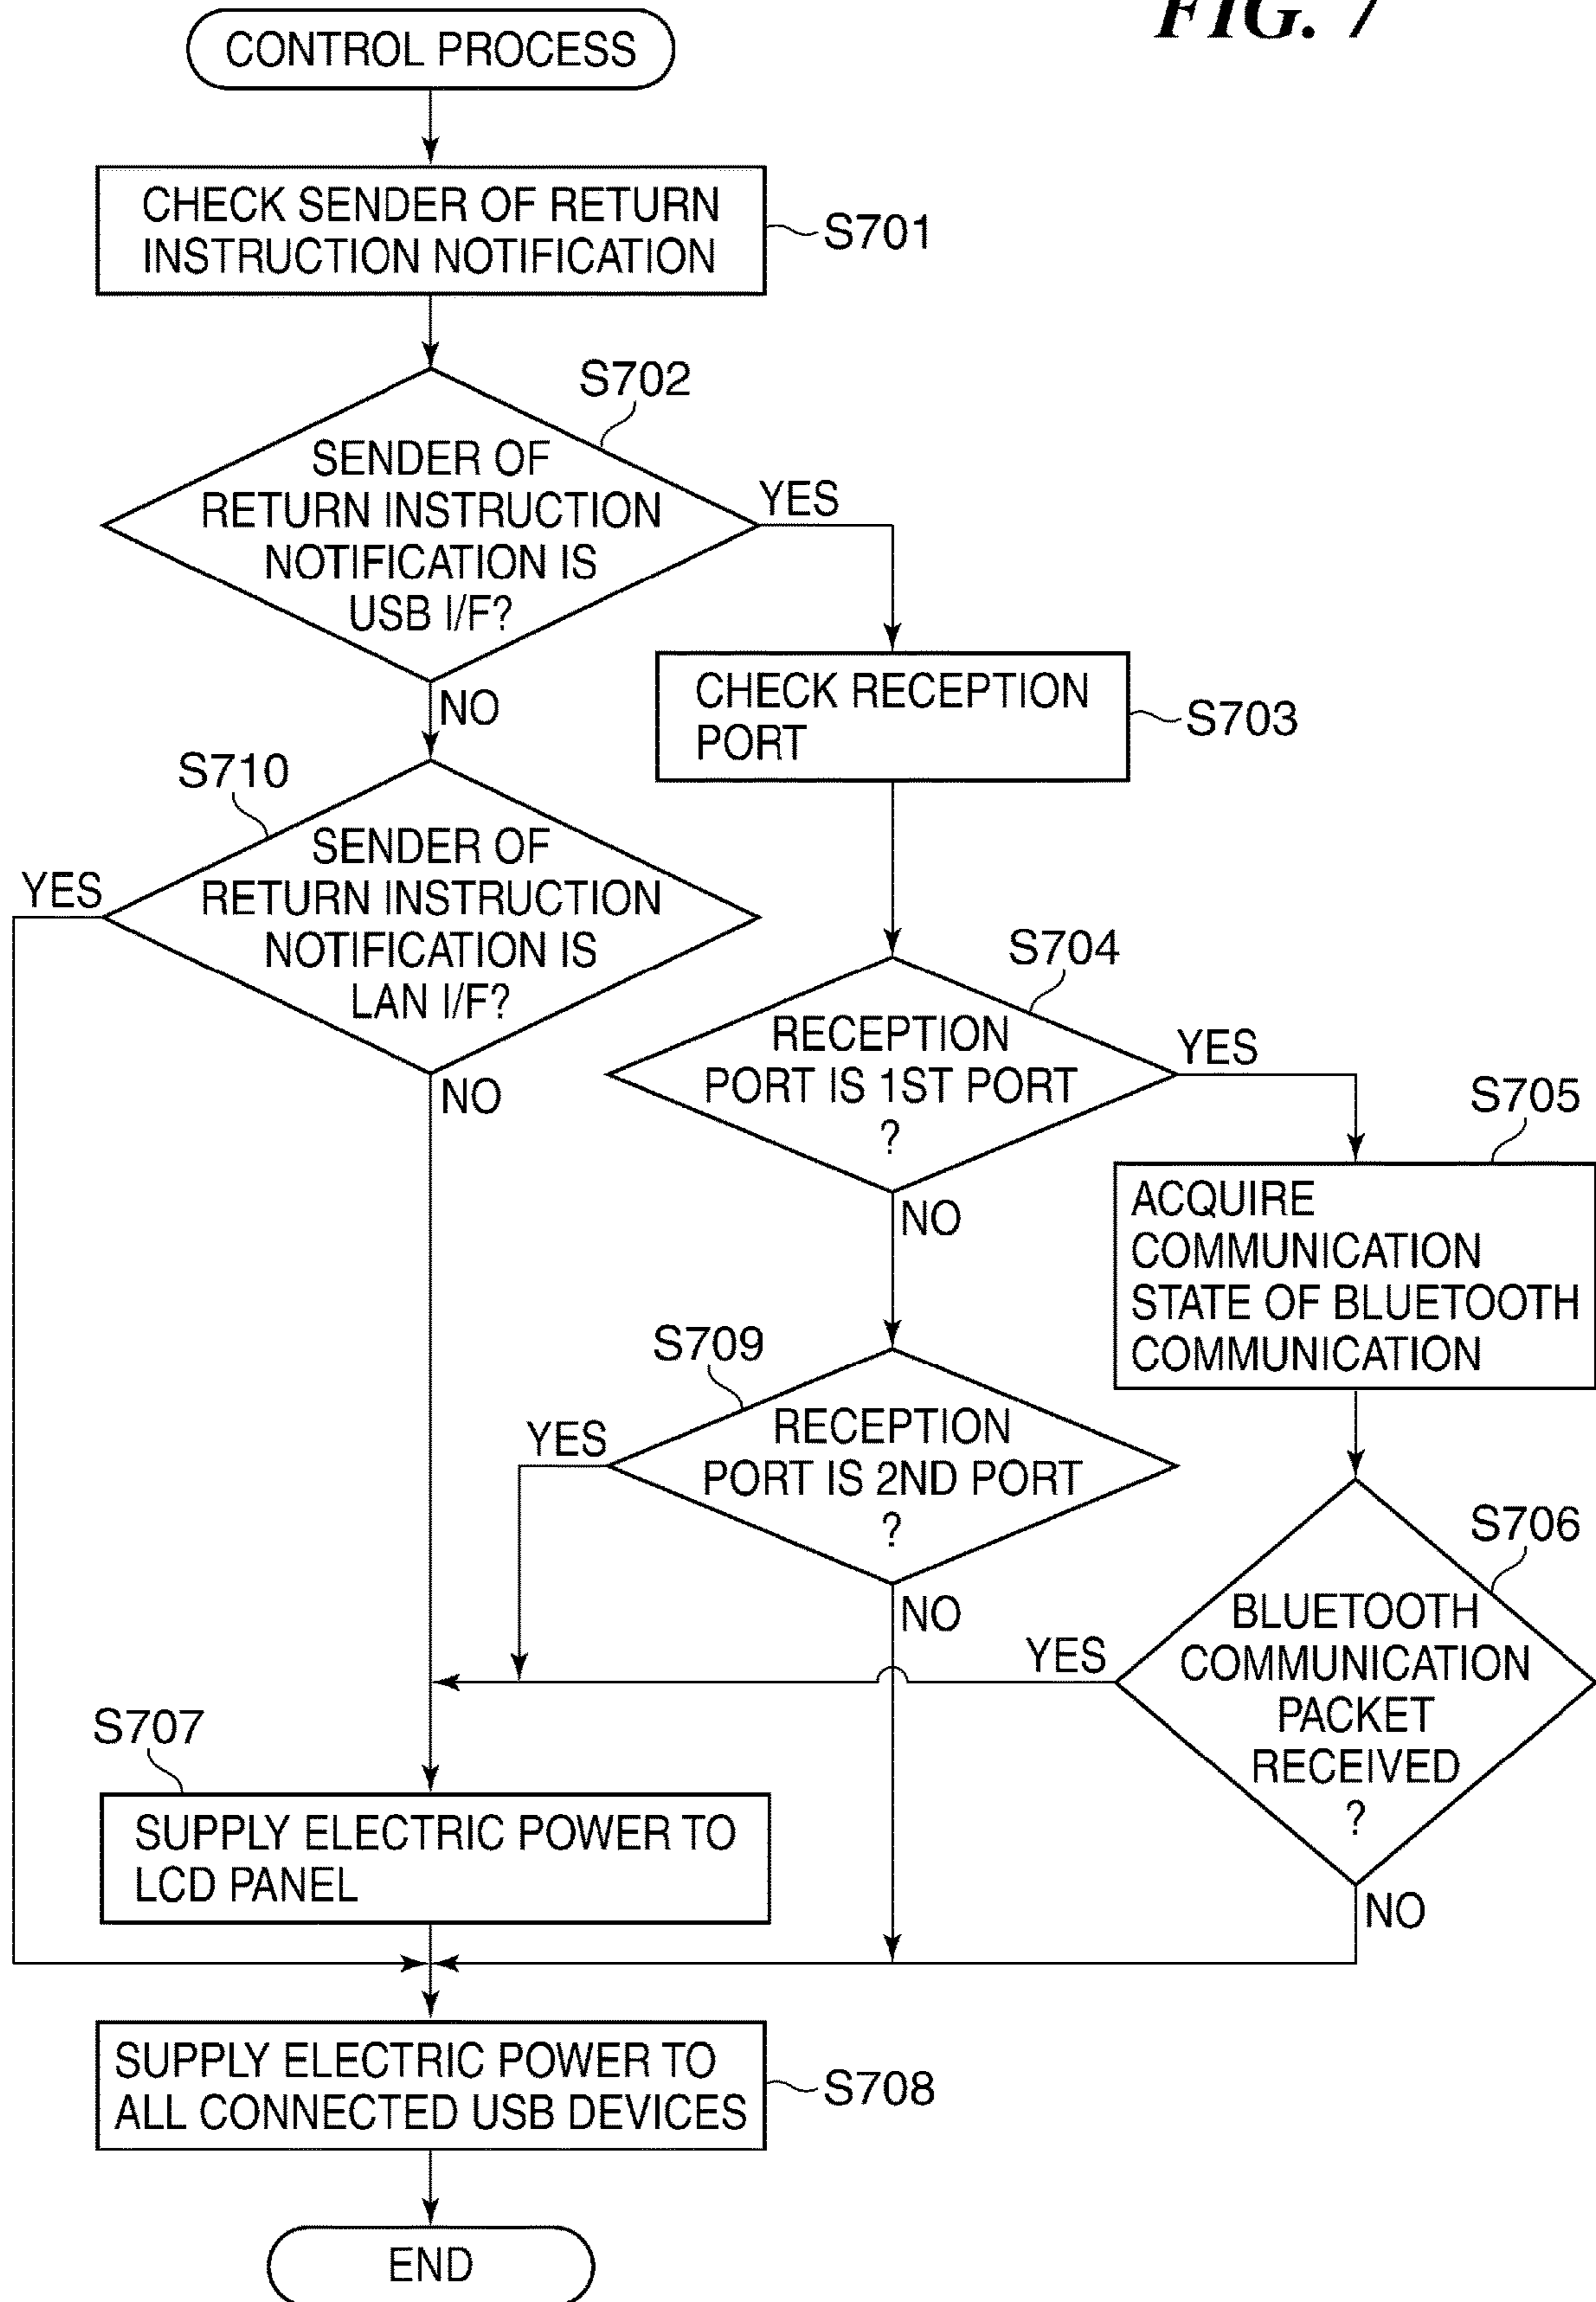 FIG. 7
CONTROL PROCESS
CHECK SENDER OF RETURN
INSTRUCTION NOTIFICATION
S701
S702
SENDER OF
RETURN INSTRUCTION
NOTIFICATION IS
USB I/F?
YES
NO
CHECK RECEPTION
PORT
S703
S710
SENDER OF
RETURN INSTRUCTION
NOTIFICATION IS
LAN I/F?
YES
NO
S704
RECEPTION
PORT IS 1ST PORT
?
YES
NO
S705
ACQUIRE
COMMUNICATION
STATE OF BLUETOOTH
COMMUNICATION
S709
RECEPTION
PORT IS 2ND PORT
?
YES
NO
S706
BLUETOOTH
COMMUNICATION
PACKET
RECEIVED
?
YES
NO
S707
SUPPLY ELECTRIC POWER TO
LCD PANEL
SUPPLY ELECTRIC POWER TO
ALL CONNECTED USB DEVICES
S708
END